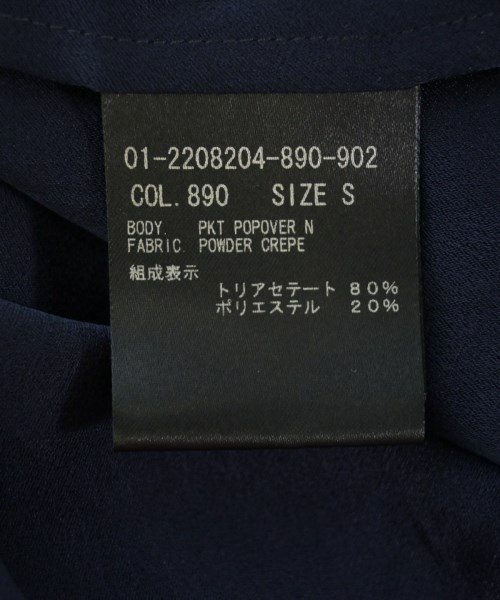 01-2208204-890-902
COL.890 SIZE S
BODY. PKT POPOVER N
FABRIC. POWDER CREPE
組成表示
トリアセテート 80%
ポリエステル 20%